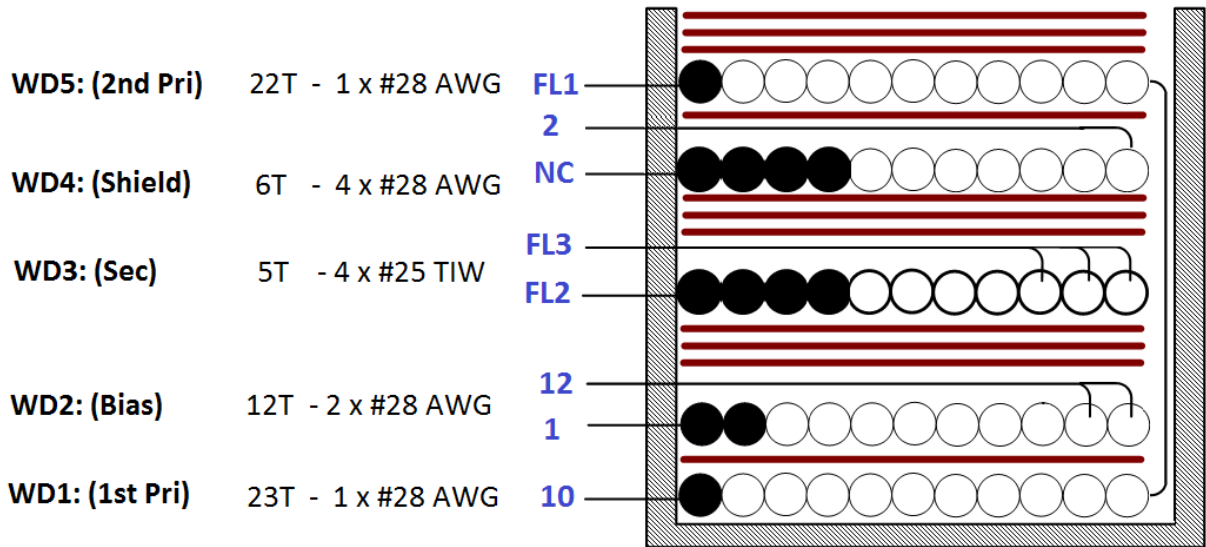 WD5: (2nd Pri) 22T - 1 x #28 AWG FL1
2
WD4: (Shield) 6T - 4 x #28 AWG NC
FL3
WD3: (Sec) 5T - 4 x #25 TIW
FL2
12
WD2: (Bias) 12T - 2 x #28 AWG
1
WD1: (1st Pri) 23T - 1 x #28 AWG 10